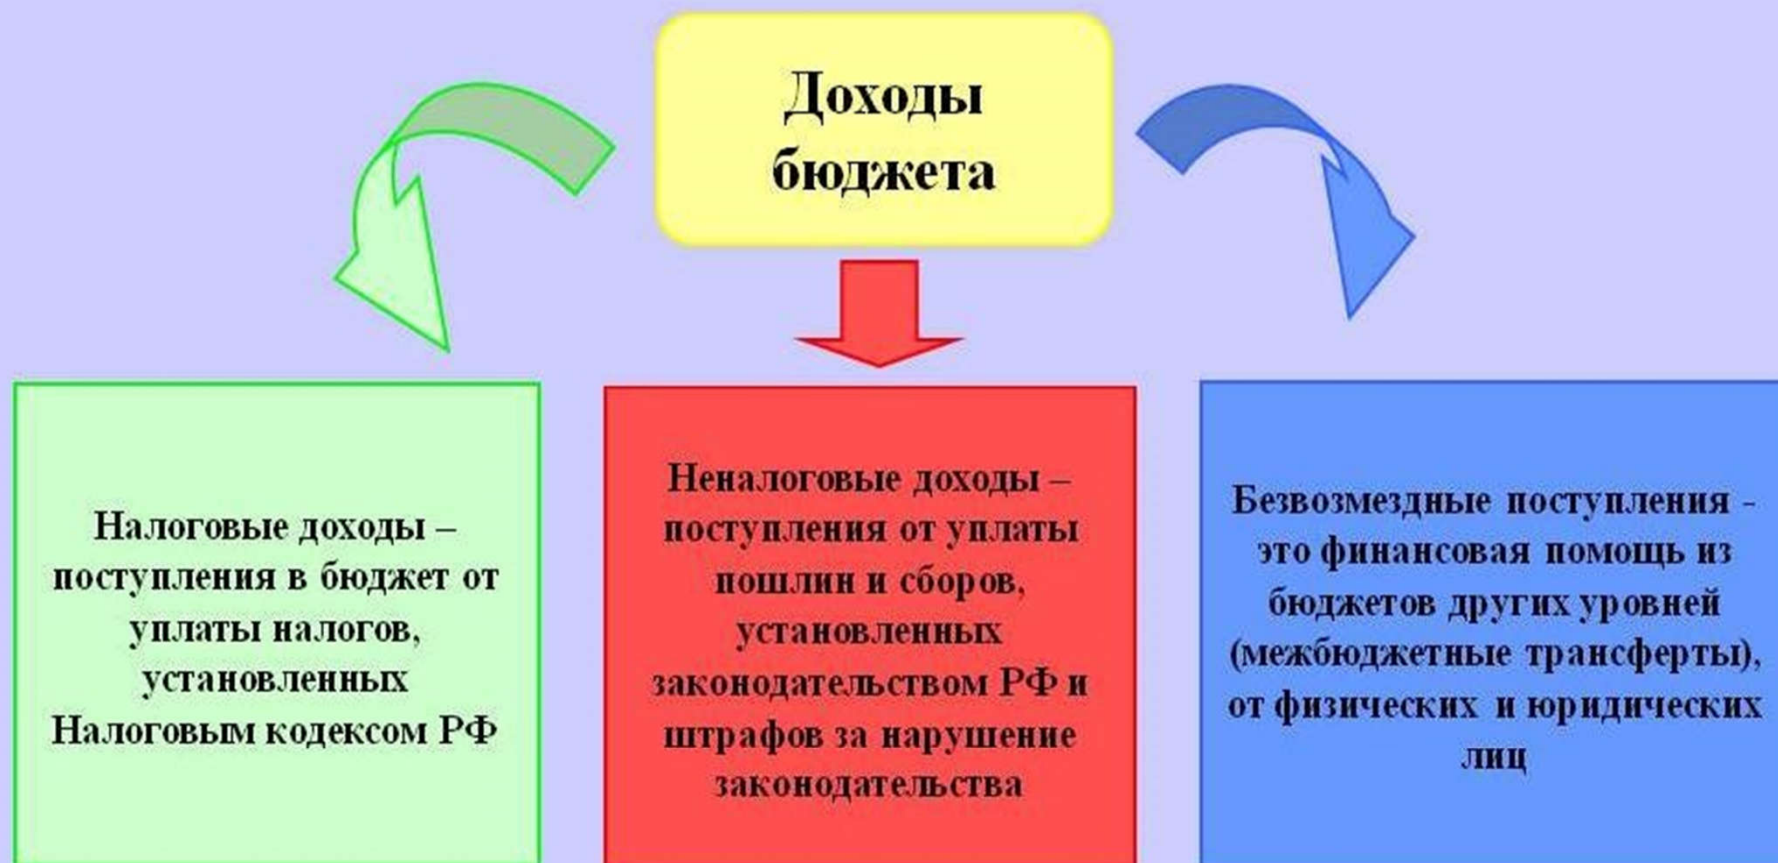 Доходы
бюджета
Налоговые доходы –
поступления в бюджет от
уплаты налогов,
установленных
Налоговым кодексом РФ
Неналоговые доходы –
поступления от уплаты
пошлин и сборов,
установленных
законодательством РФ и
штрафов за нарушение
законодательства
Безвозмездные поступления -
это финансовая помощь из
бюджетов других уровней
(межбюджетные трансферты),
от физических и юридических
лиц